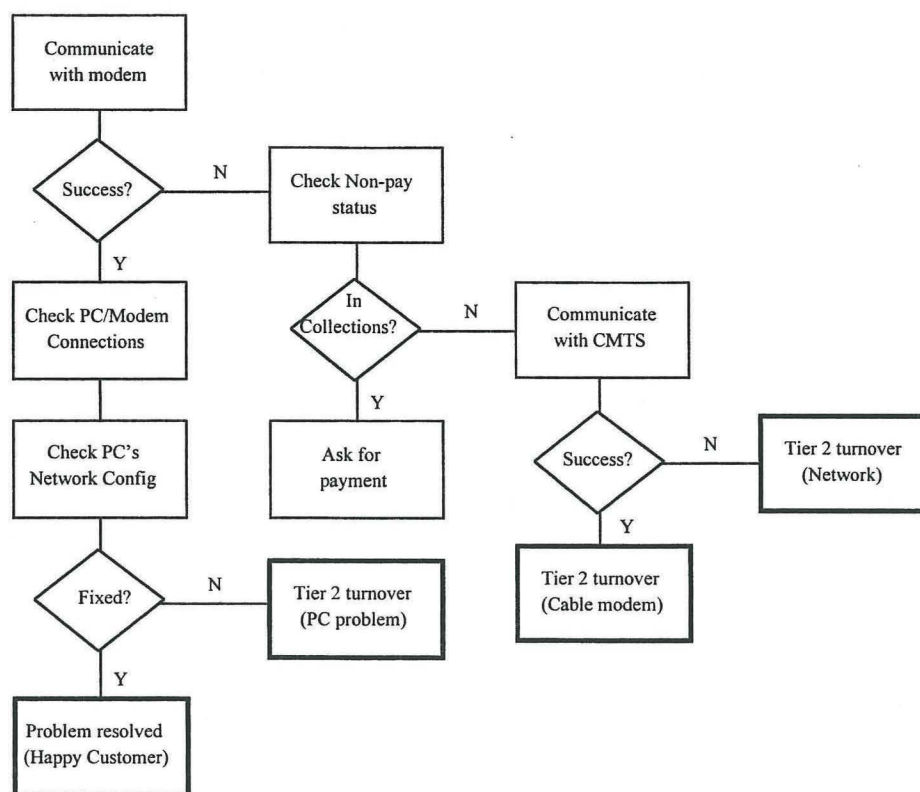 Communicate
with modem
Success?
N
Check Non-pay
status
Y
Check PC/Modem
Connections
In
Collections?
N
Communicate
with CMTS
Y
Check PC's
Network Config
Ask for
payment
Success?
N
Tier 2 turnover
(Network)
Y
Fixed?
N
Tier 2 turnover
(PC problem)
Tier 2 turnover
(Cable modem)
Y
Problem resolved
(Happy Customer)